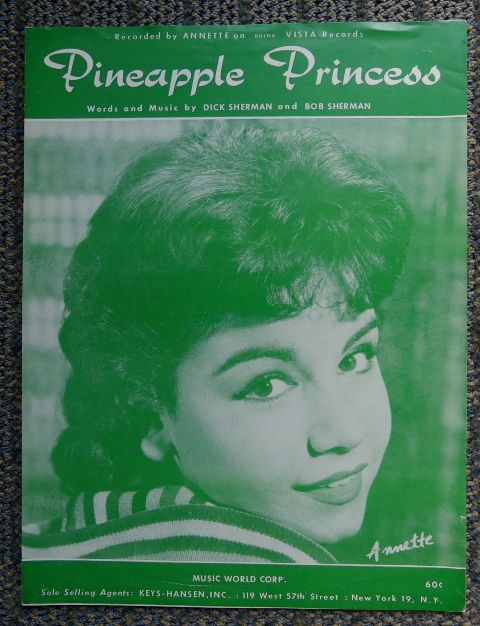 Recorded by ANNETTE on BUENA VISTA Records
Pineapple Princess
Words and Music by DICK SHERMAN and BOB SHERMAN
Annette
MUSIC WORLD CORP.
60¢
Sole Selling Agents: KEYS-HANSEN, INC. : 119 West 57th Street : New York 19, N.Y.